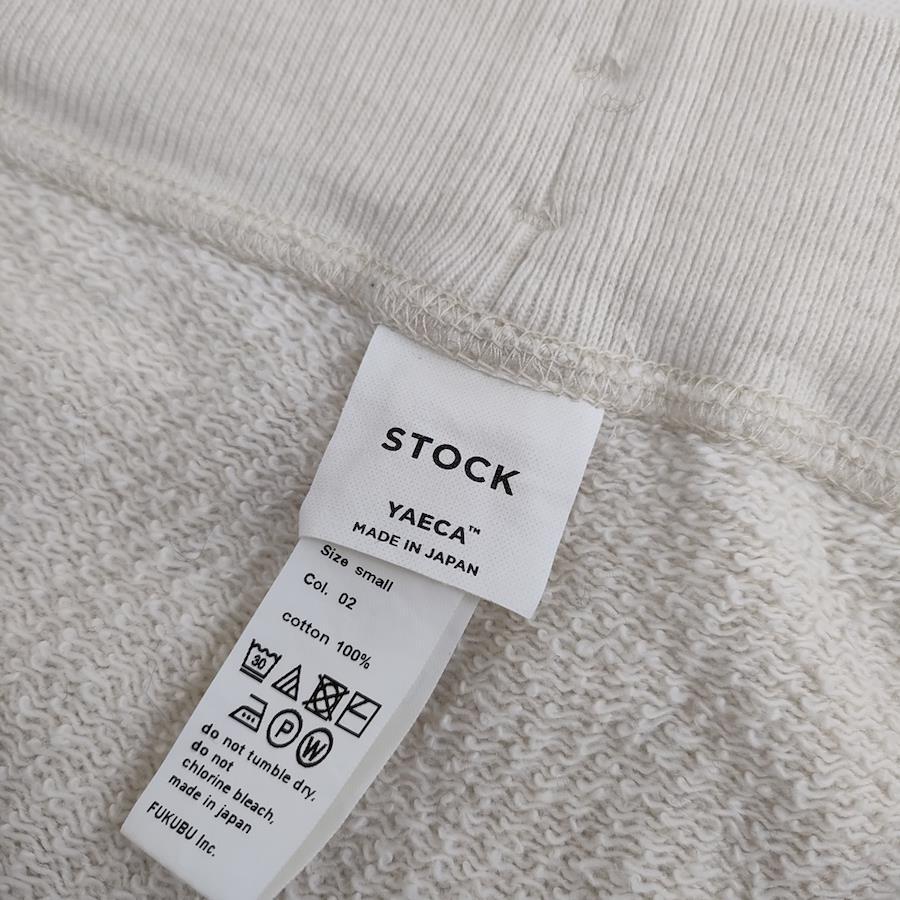 STOCK
YAECA™
MADE IN JAPAN
Size small
Col. 02
cotton 100%
30
P W
do not tumble dry,
do not
chlorine bleach,
made in japan
FUKUBU Inc.